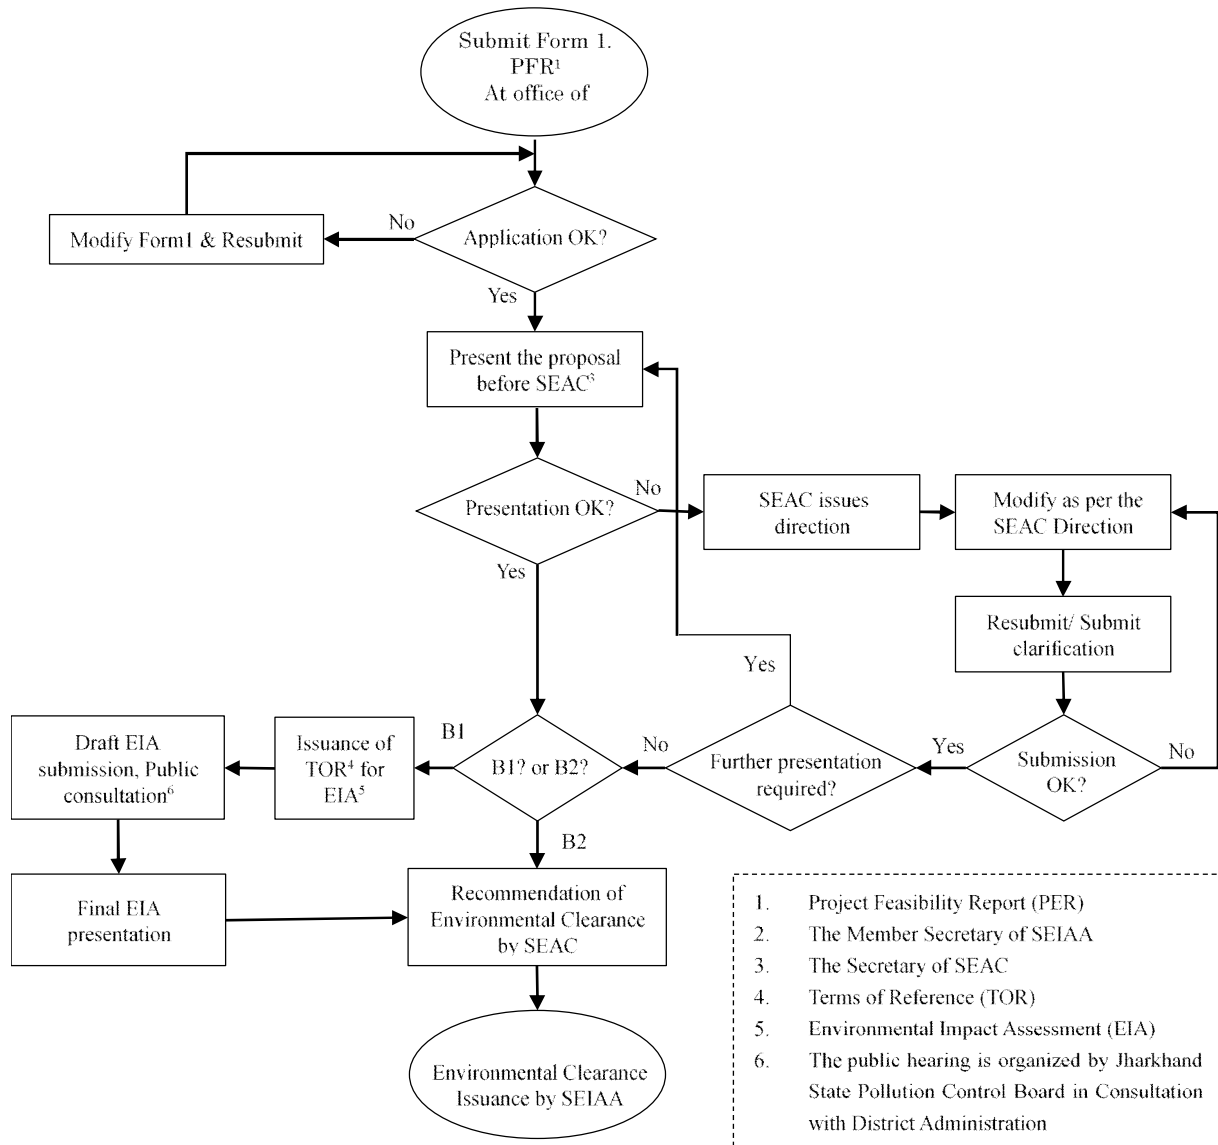 Submit Form 1.
PFR¹
At office of
No
Modify Form1 & Resubmit
Application OK?
Yes
Present the proposal
before SEAC³
Presentation OK?
No
SEAC issues
direction
Modify as per the
SEAC Direction
Yes
Resubmit/ Submit
clarification
Yes
Draft EIA
submission, Public
consultation⁶
Issuance of
TOR⁴ for
EIA⁵
B1
B1? or B2?
No
Further presentation
required?
Yes
Submission
OK?
No
B2
Final EIA
presentation
Recommendation of
Environmental Clearance
by SEAC
Environmental Clearance
Issuance by SEIAA
1. Project Feasibility Report (PER)
2. The Member Secretary of SEIAA
3. The Secretary of SEAC
4. Terms of Reference (TOR)
5. Environmental Impact Assessment (EIA)
6. The public hearing is organized by Jharkhand
State Pollution Control Board in Consultation
with District Administration